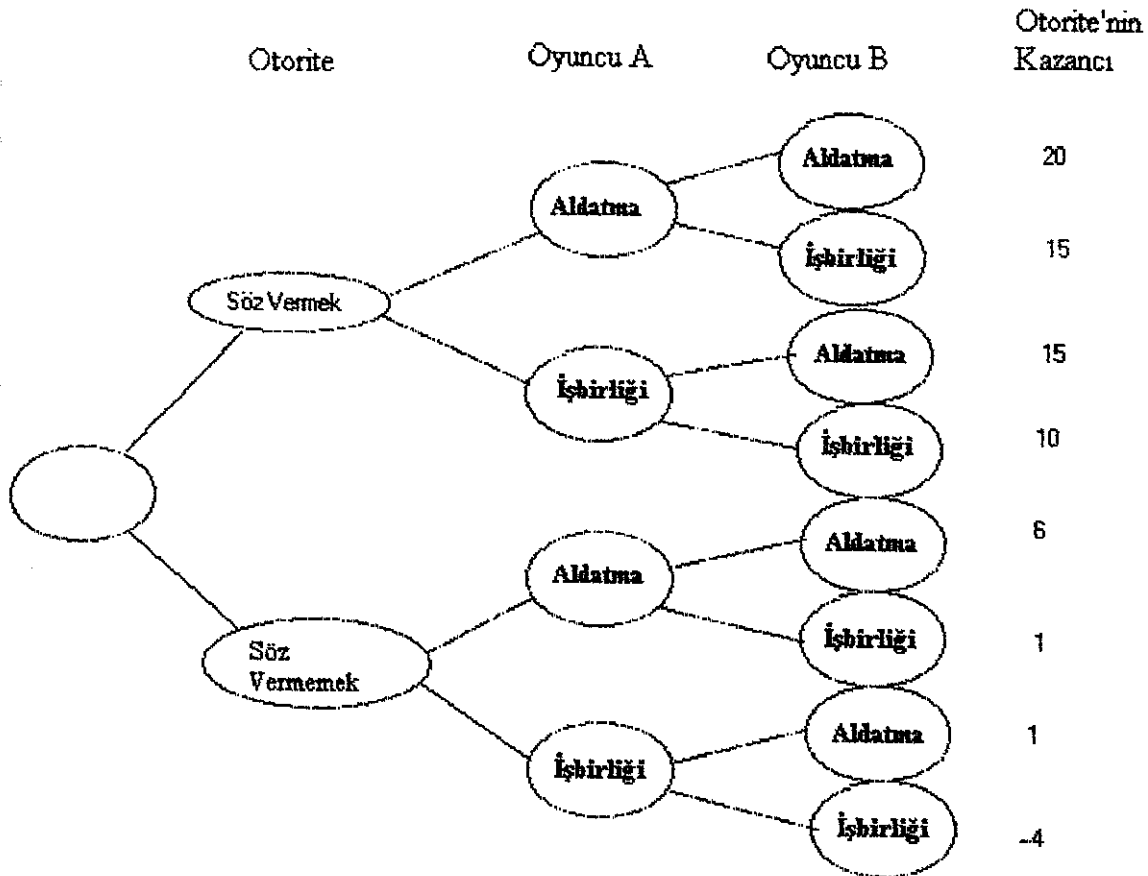 Otorite'nin
Kazancı
Otorite
Oyuncu A
Oyuncu B
Aldatma
20
Aldatma
İşbirliği
15
Söz Vermek
Aldatma
15
İşbirliği
İşbirliği
10
Aldatma
6
Aldatma
İşbirliği
1
Söz
Vermemek
Aldatma
1
İşbirliği
İşbirliği
-4